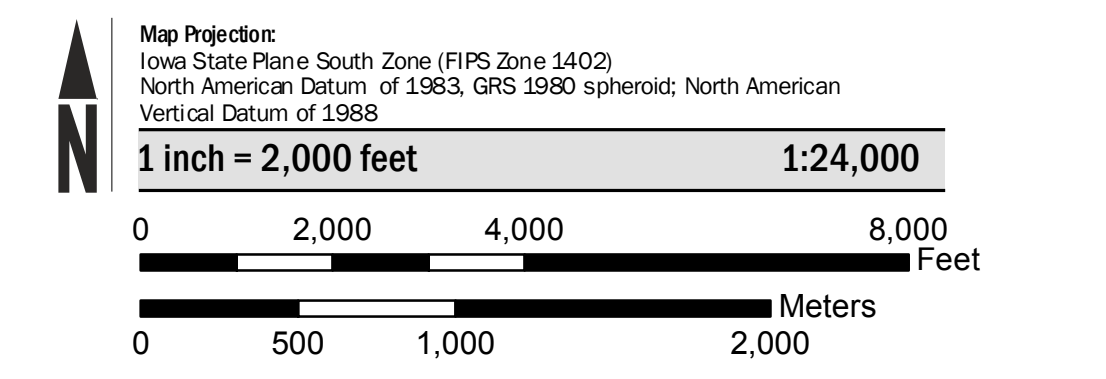 N
Map Projection:
Iowa State Plane South Zone (FIPS Zone 1402)
North American Datum of 1983, GRS 1980 spheroid; North American
Vertical Datum of 1988
1 inch = 2,000 feet 1:24,000
0 2,000 4,000 8,000
Feet
Meters
0 500 1,000 2,000